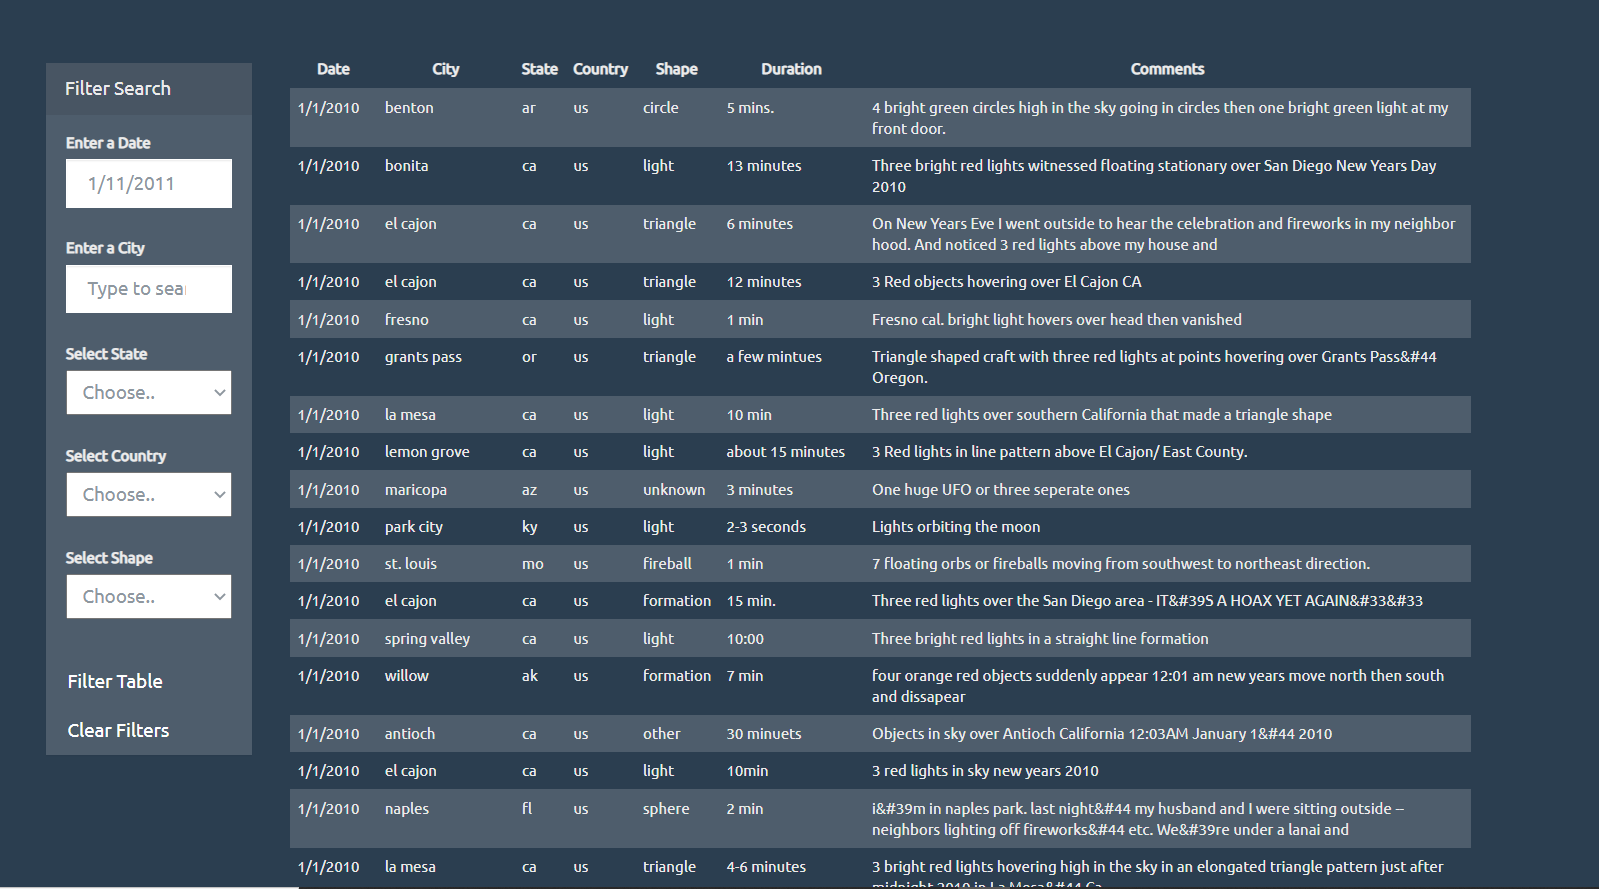 Filter Search
Enter a Date
1/11/2011
Enter a City
Type to sea
Select State
Choose..
Select Country
Choose..
Select Shape
Choose..
Filter Table
Clear Filters
Date City State Country Shape Duration Comments
1/1/2010 benton ar us circle 5 mins. 4 bright green circles high in the sky going in circles then one bright green light at my
front door.
1/1/2010 bonita ca us light 13 minutes Three bright red lights witnessed floating stationary over San Diego New Years Day
2010
1/1/2010 el cajon ca us triangle 6 minutes On New Years Eve I went outside to hear the celebration and fireworks in my neighbor
hood. And noticed 3 red lights above my house and
1/1/2010 el cajon ca us triangle 12 minutes 3 Red objects hovering over El Cajon CA
1/1/2010 fresno ca us light 1 min Fresno cal. bright light hovers over head then vanished
1/1/2010 grants pass or us triangle a few mintues Triangle shaped craft with three red lights at points hovering over Grants Pass&#44
Oregon.
1/1/2010 la mesa ca us light 10 min Three red lights over southern California that made a triangle shape
1/1/2010 lemon grove ca us light about 15 minutes 3 Red lights in line pattern above El Cajon/ East County.
1/1/2010 maricopa az us unknown 3 minutes One huge UFO or three seperate ones
1/1/2010 park city ky us light 2-3 seconds Lights orbiting the moon
1/1/2010 st. louis mo us fireball 1 min 7 floating orbs or fireballs moving from southwest to northeast direction.
1/1/2010 el cajon ca us formation 15 min. Three red lights over the San Diego area - IT&#39S A HOAX YET AGAIN&#33&#33
1/1/2010 spring valley ca us light 10:00 Three bright red lights in a straight line formation
1/1/2010 willow ak us formation 7 min four orange red objects suddenly appear 12:01 am new years move north then south
and dissapear
1/1/2010 antioch ca us other 30 minuets Objects in sky over Antioch California 12:03AM January 1&#44 2010
1/1/2010 el cajon ca us light 10min 3 red lights in sky new years 2010
1/1/2010 naples fl us sphere 2 min i&#39m in naples park. last night&#44 my husband and I were sitting outside --
neighbors lighting off fireworks&#44 etc. We&#39re under a lanai and
1/1/2010 la mesa ca us triangle 4-6 minutes 3 bright red lights hovering high in the sky in an elongated triangle pattern just after
midnight 2010 in La Mesa&#44 Ca